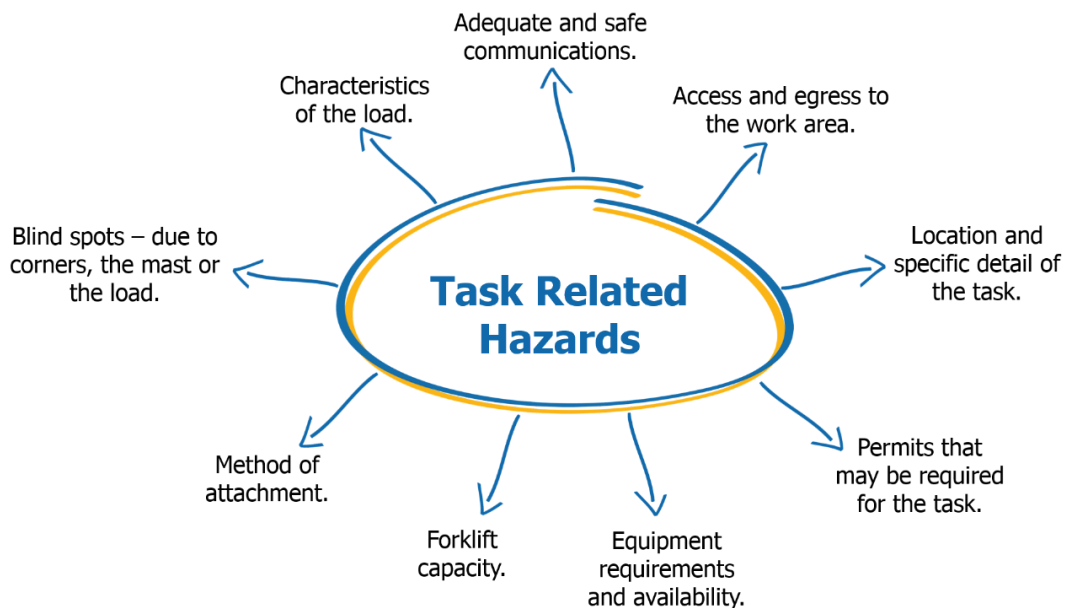 Adequate and safe
communications.
Characteristics
of the load.
Access and egress to
the work area.
Blind spots – due to
corners, the mast or
the load.
Location and
specific detail of
the task.
Task Related
Hazards
Method of
attachment.
Permits that
may be required
for the task.
Forklift
capacity.
Equipment
requirements
and availability.